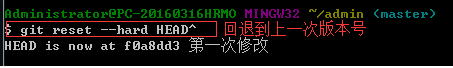 Administrator@PC-20160316HRMO MINGW32 ~/admin (master)
$ git reset --hard HEAD^ 回退到上一次版本号
HEAD is now at f0a8dd3 第一次修改